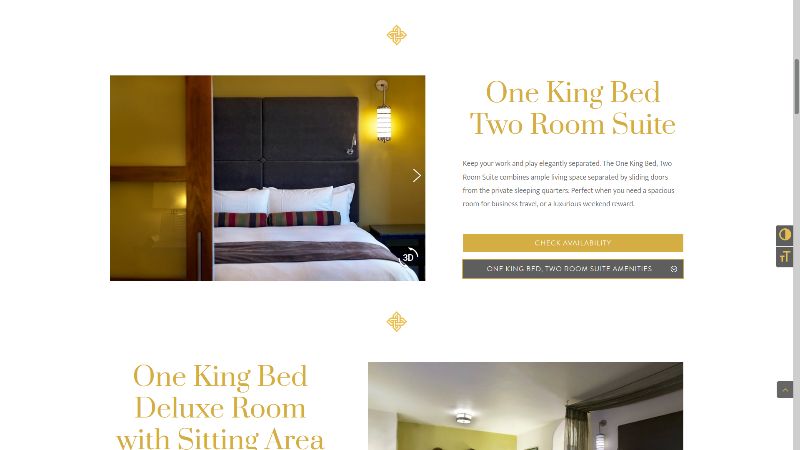 One King Bed
Two Room Suite
Keep your work and play elegantly separated. The One King Bed, Two
Room Suite combines ample living space separated by sliding doors
from the private sleeping quarters. Perfect when you need a spacious
room for business travel, or a luxurious weekend reward.
CHECK AVAILABILITY
3D
ONE KING BED, TWO ROOM SUITE AMENITIES
TT
One King Bed
Deluxe Room
with Sitting Area